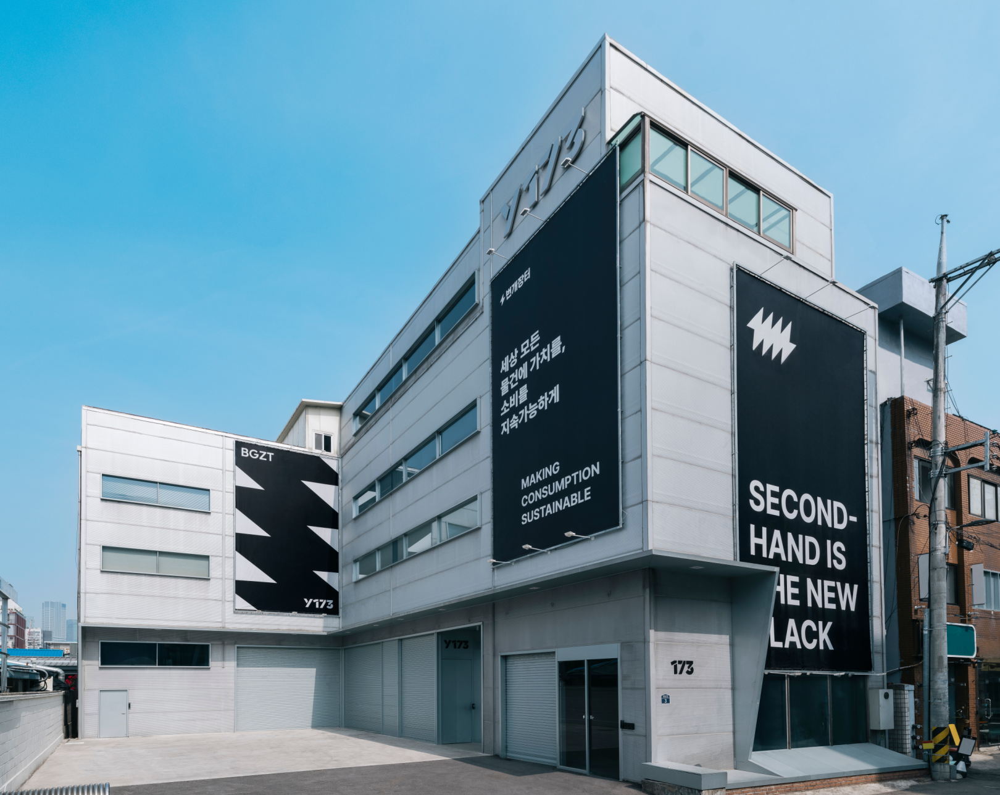 Y173
번개장터
세상 모든
물건에 가치를,
소비를
지속가능하게
MAKING
CONSUMPTION
SUSTAINABLE
BGZT
Y173
SECOND-
HAND IS
HE NEW
LACK
Y173
173
3